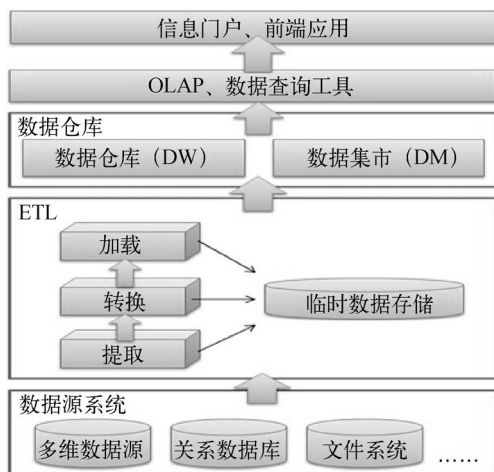 信息门户、前端应用
OLAP、数据查询工具
数据仓库
数据仓库（DW）
数据集市（DM）
ETL
加载
转换
提取
临时数据存储
数据源系统
多维数据源
关系数据库
文件系统
……